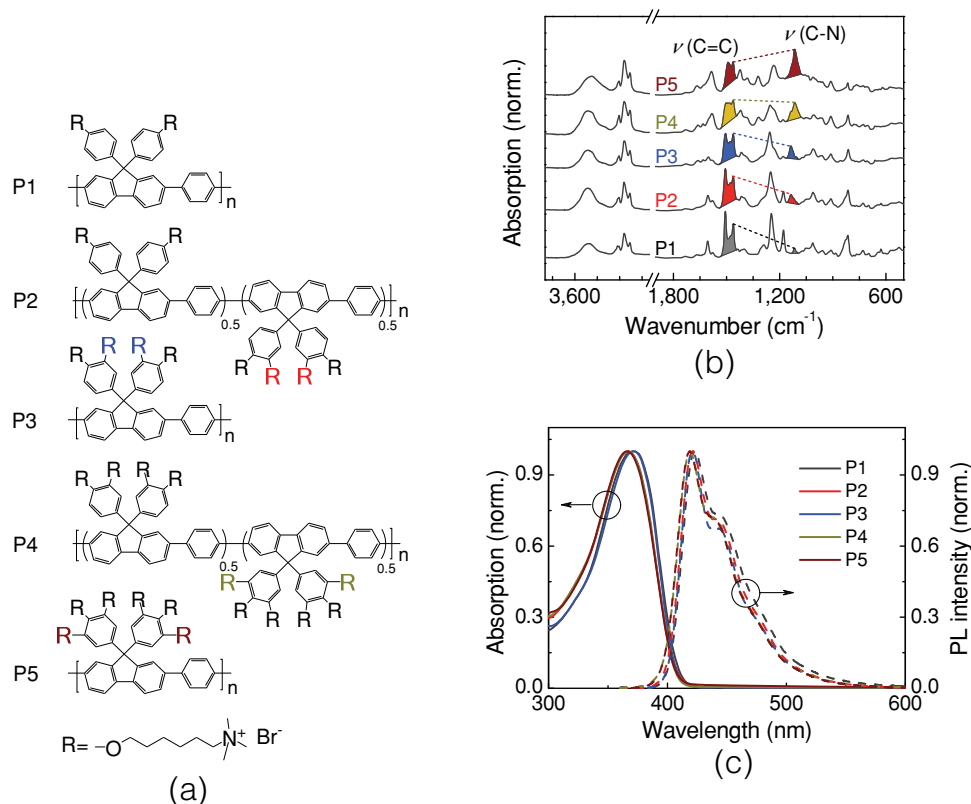 R R
P1
n
R R
P2
0.5
n
0.5
R R
R R
R R R R
P3
n
R R R R
P4
0.5
n
0.5
R R
R R R R
R R R R
R R
P5
n
R= O N+ Br-
(a)
Absorption (norm.)
ν (C=C)
ν (C-N)
P5
P4
P3
P2
P1
3,600 1,800 1,200 600
Wavenumber (cm-1)
(b)
Absorption (norm.)
0.9
0.6
0.3
0.0
P1
P2
P3
P4
P5
0.9
0.6
0.3
0.0
PL intensity (norm.)
300 400 500 600
Wavelength (nm)
(c)